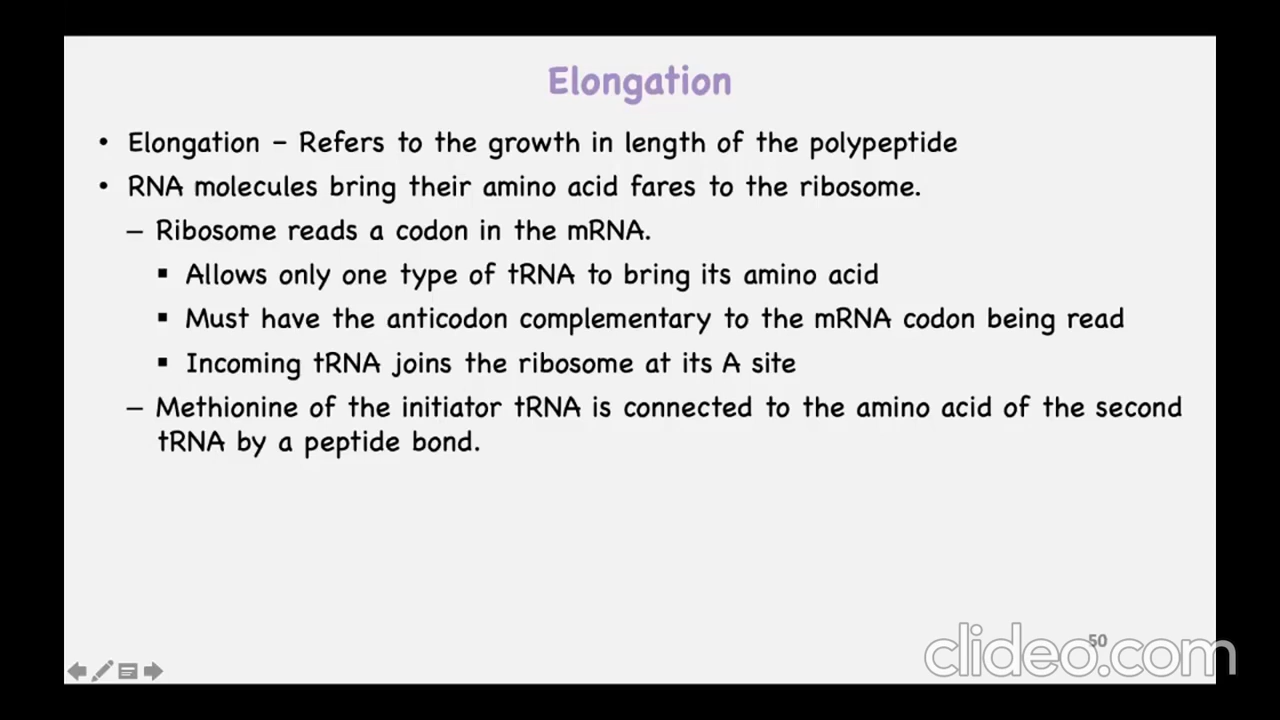 Elongation
• Elongation – Refers to the growth in length of the polypeptide
• RNA molecules bring their amino acid fares to the ribosome.
– Ribosome reads a codon in the mRNA.
▪ Allows only one type of tRNA to bring its amino acid
▪ Must have the anticodon complementary to the mRNA codon being read
▪ Incoming tRNA joins the ribosome at its A site
– Methionine of the initiator tRNA is connected to the amino acid of the second
tRNA by a peptide bond.
50
clideo.com